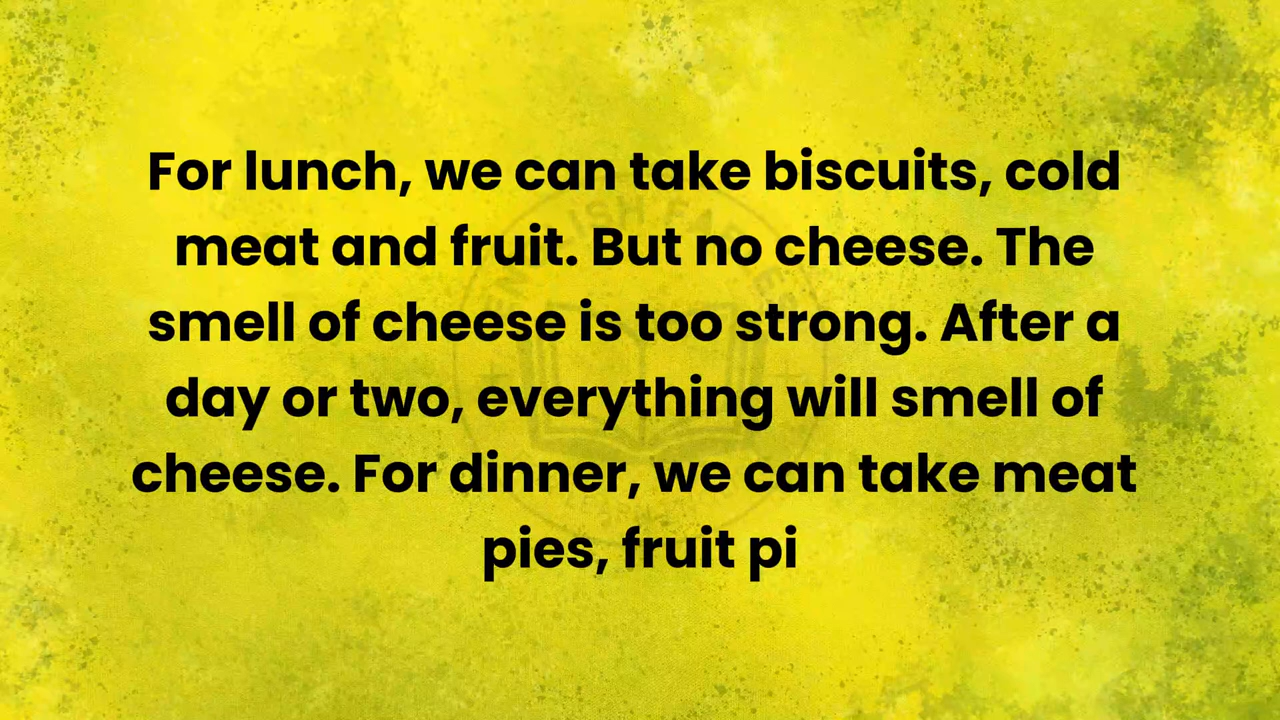 For lunch, we can take biscuits, cold
meat and fruit. But no cheese. The
smell of cheese is too strong. After a
day or two, everything will smell of
cheese. For dinner, we can take meat
pies, fruit pi